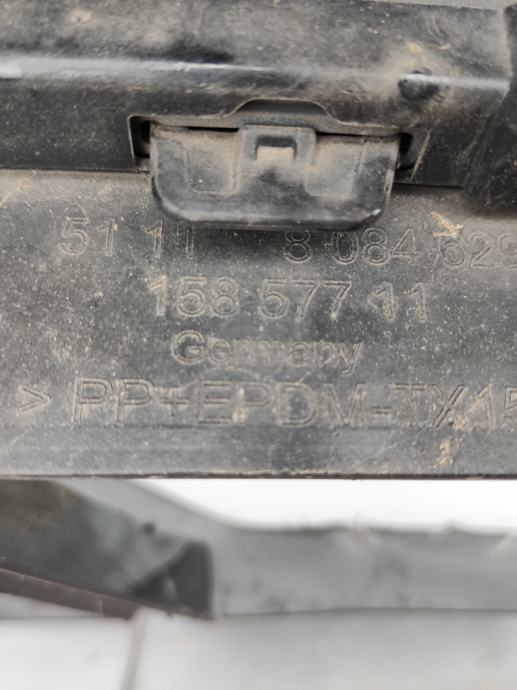 51 11 8 084 629
158 577 11
Germany
> PP+EPDM-TX15